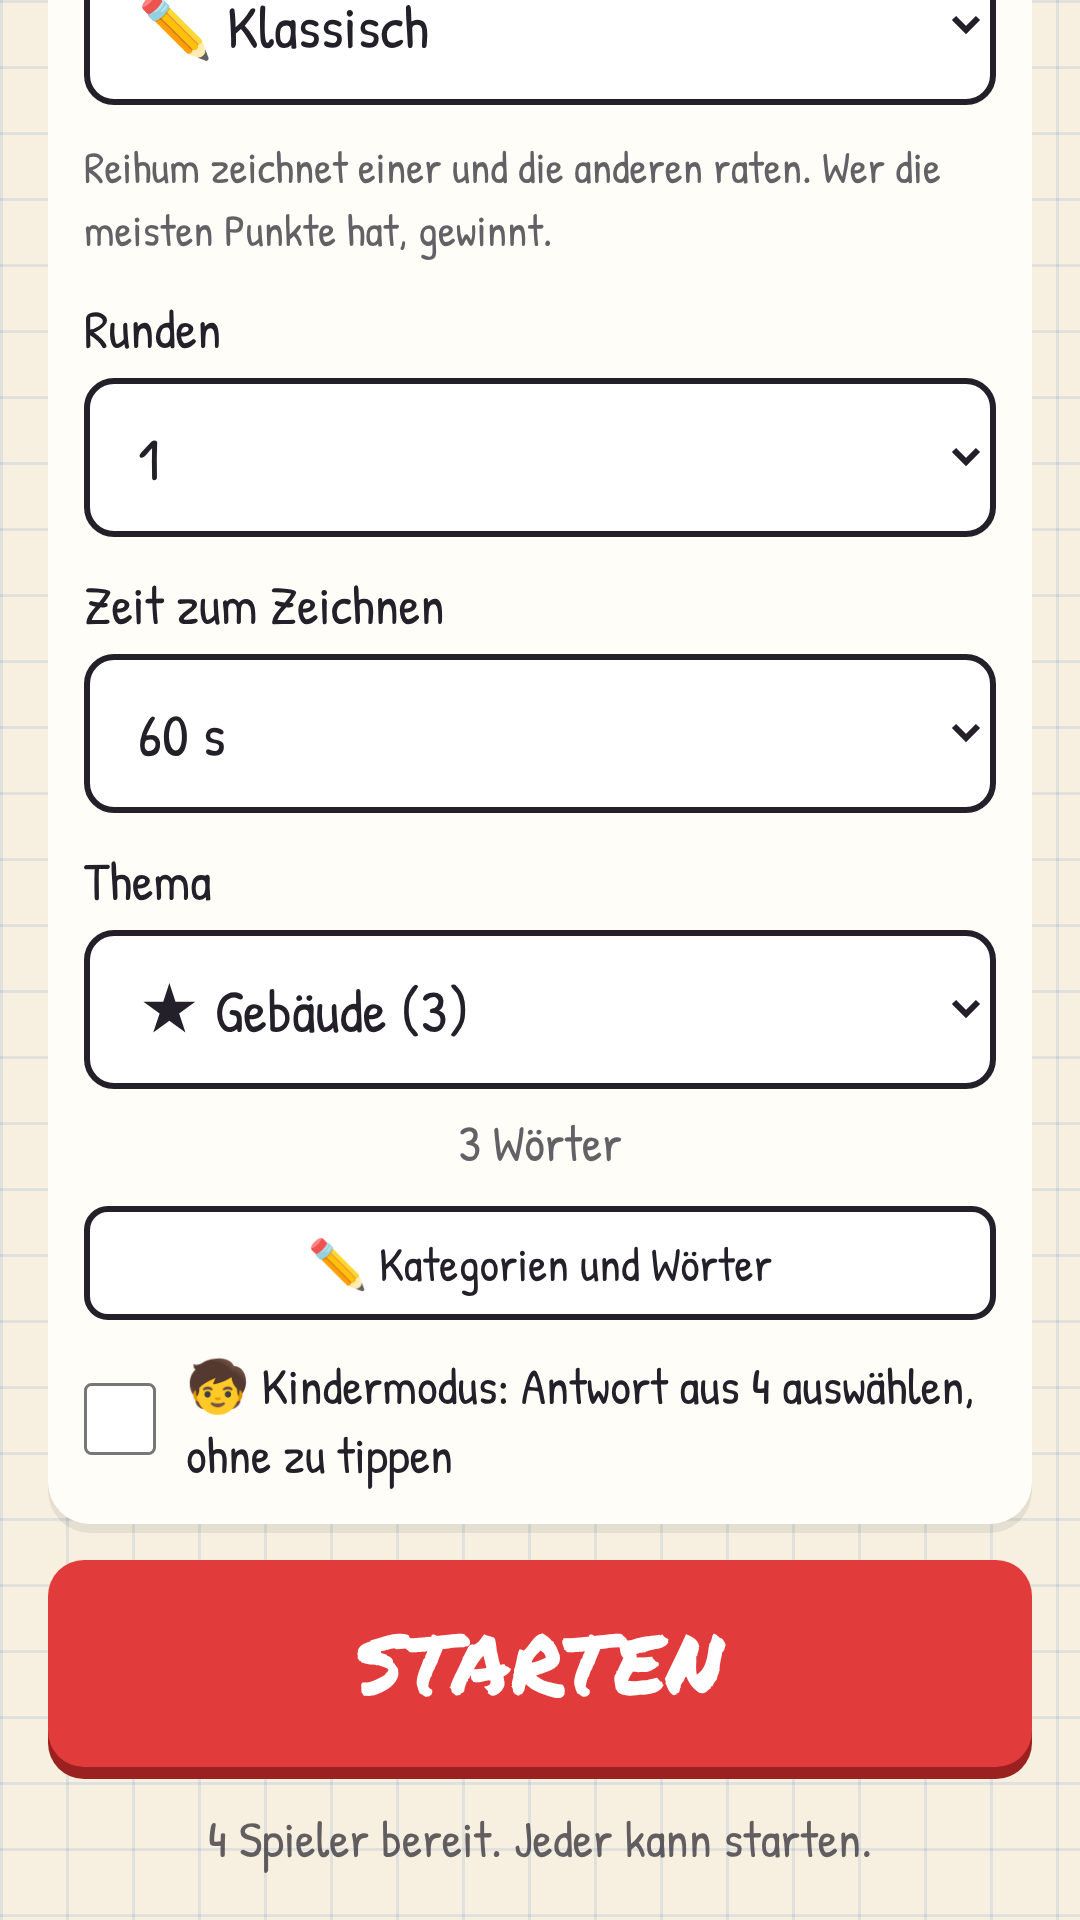 ✏️ Klassisch
Reihum zeichnet einer und die anderen raten. Wer die
meisten Punkte hat, gewinnt.
Runden
1
Zeit zum Zeichnen
60 s
Thema
★ Gebäude (3)
3 Wörter
✏️ Kategorien und Wörter
🧒 Kindermodus: Antwort aus 4 auswählen,
ohne zu tippen
STARTEN
4 Spieler bereit. Jeder kann starten.